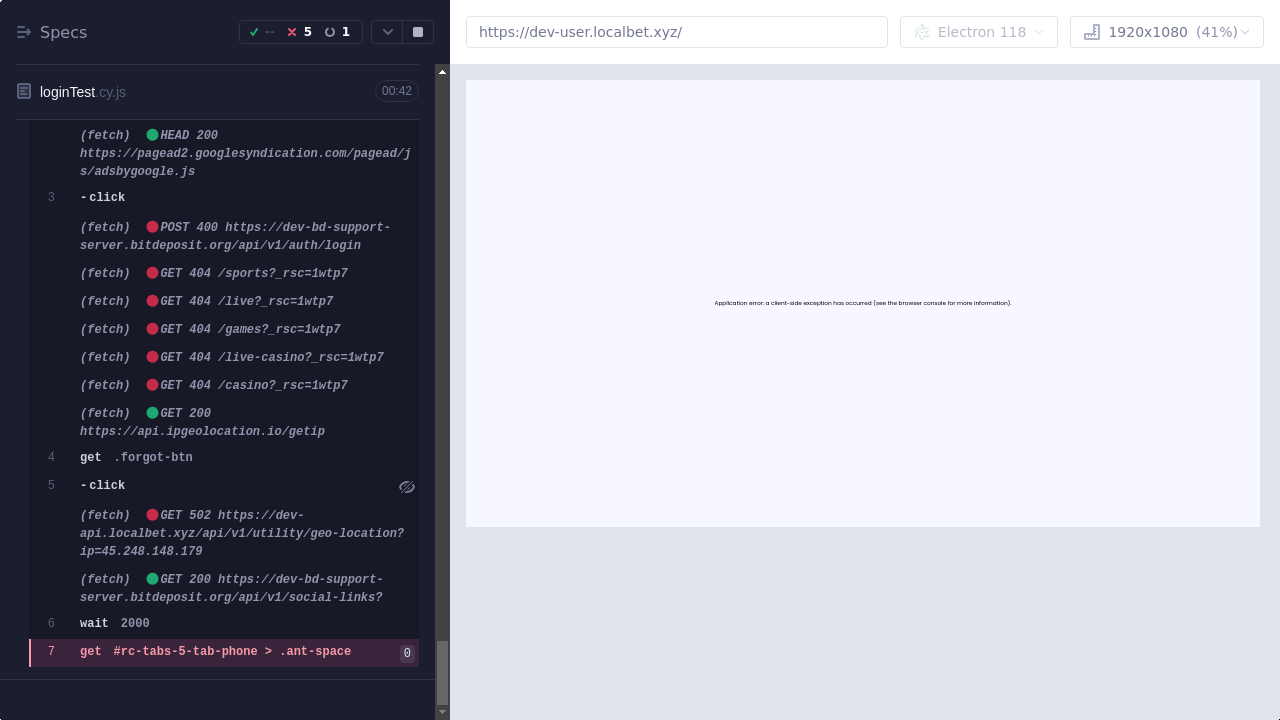 Specs
--
5
1
https://dev-user.localbet.xyz/
Electron 118
1920x1080 (41%)
loginTest.cy.js
00:42
(fetch) HEAD 200
https://pagead2.googlesyndication.com/pagead/j
s/adsbygoogle.js
3 -click
(fetch) POST 400 https://dev-bd-support-
server.bitdeposit.org/api/v1/auth/login
(fetch) GET 404 /sports?_rsc=1wtp7
(fetch) GET 404 /live?_rsc=1wtp7
(fetch) GET 404 /games?_rsc=1wtp7
(fetch) GET 404 /live-casino?_rsc=1wtp7
(fetch) GET 404 /casino?_rsc=1wtp7
(fetch) GET 200
https://api.ipgeolocation.io/getip
4 get .forgot-btn
5 -click
(fetch) GET 502 https://dev-
api.localbet.xyz/api/v1/utility/geo-location?
ip=45.248.148.179
(fetch) GET 200 https://dev-bd-support-
server.bitdeposit.org/api/v1/social-links?
6 wait 2000
7 get #rc-tabs-5-tab-phone > .ant-space 0
Application error: a client-side exception has occurred (see the browser console for more information).